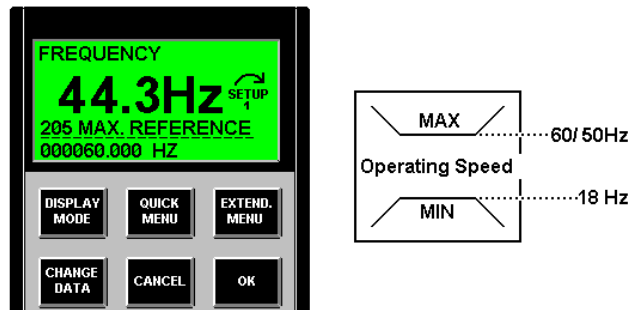 FREQUENCY
44.3Hz
SETUP
1
205 MAX. REFERENCE
000060.000 HZ
DISPLAY
MODE
QUICK
MENU
EXTEND.
MENU
CHANGE
DATA
CANCEL
OK
MAX
60/50Hz
Operating Speed
18 Hz
MIN